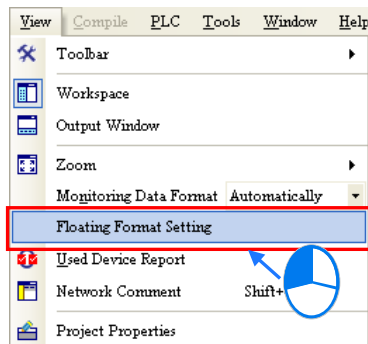 View Compile PLC Tools Window Help
Toolbar
Workspace
Output Window
Zoom
Monitoring Data Format Automatically
Floating Format Setting
Used Device Report
Network Comment Shift+
Project Properties